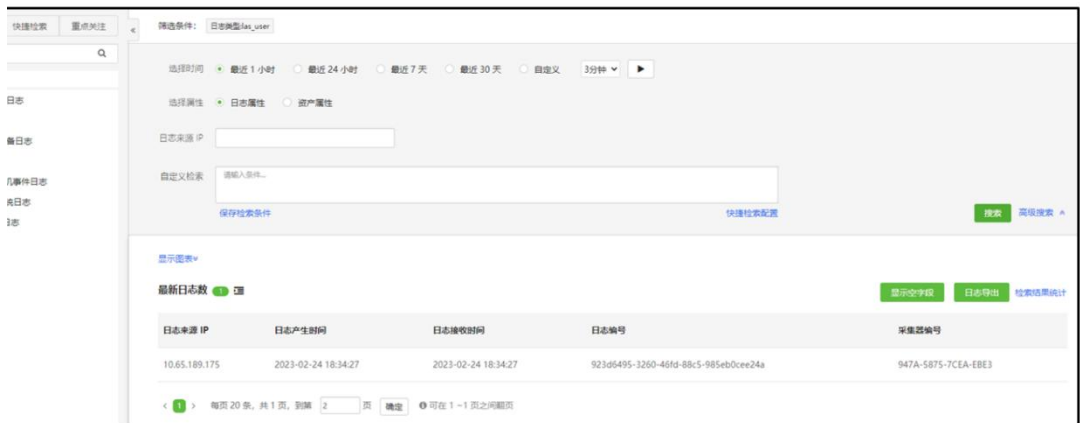 快捷检索 重点关注 « 筛选条件： 日志类型:las_user
选择时间 最近 1 小时 最近 24 小时 最近 7 天 最近 30 天 自定义 3分钟
日志
选择属性 日志属性 资产属性
备日志 日志来源 IP
几事件日志 自定义检索 请输入条件...
统日志
日志 保存检索条件 快捷检索配置 搜索 高级搜索
显示图表
最新日志数 1 显示空字段 日志导出 检索结果统计
日志来源 IP 日志产生时间 日志接收时间 日志编号 采集器编号
10.65.189.175 2023-02-24 18:34:27 2023-02-24 18:34:27 923d6495-3260-46fd-88c5-985eb0cee24a 947A-5875-7CEA-EBE3
< 1 > 每页 20 条，共 1 页，到第 2 页 确定 可在 1 ~1 页之间翻页